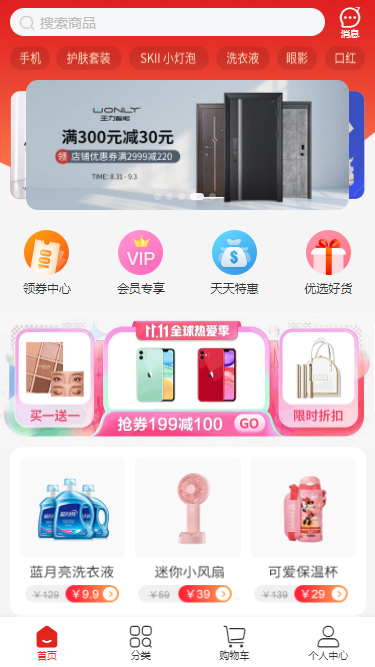 搜索商品
消息
手机 护肤套装 SKII 小灯泡 洗衣液 眼影 口红
UONLY
王力智能
满300元减30元
领 店铺优惠券满2999减220
TIME: 8.31 - 9.3
100
VIP
$
领券中心 会员专享 天天特惠 优选好货
11.11 全球热爱季
买一送一
抢券199减100 GO
限时折扣
蓝月亮
蓝月亮洗衣液 迷你小风扇 可爱保温杯
￥129 ￥9.9 ￥59 ￥39 ￥139 ￥29
首页 分类 购物车 个人中心